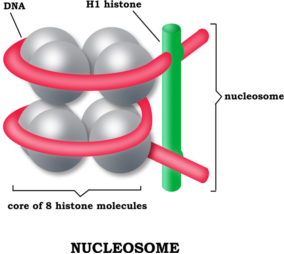 DNA
H1 histone
nucleosome
core of 8 histone molecules
NUCLEOSOME